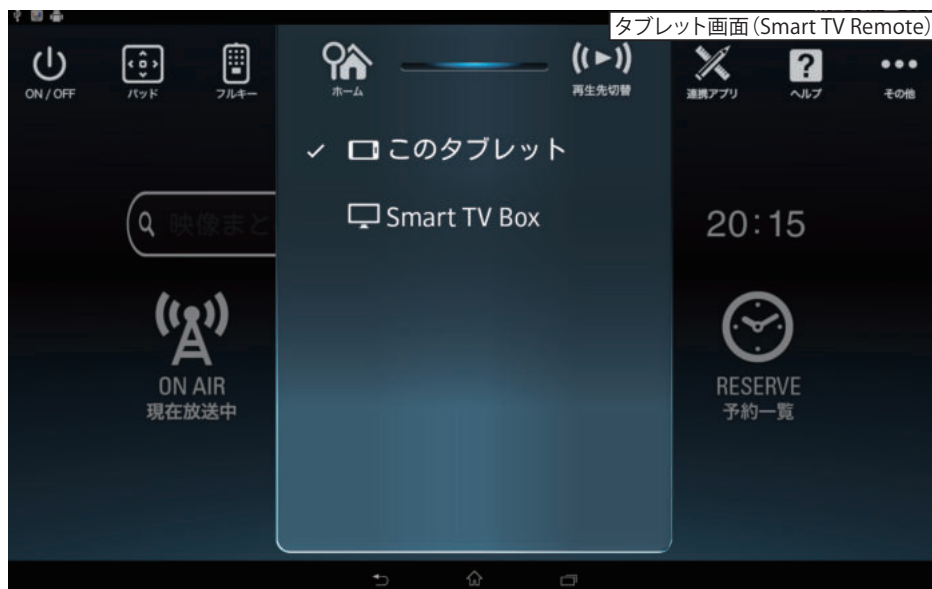 タブレット画面(Smart TV Remote)
ON / OFF
パッド
フルキー
ホーム
再生先切替
連携アプリ
ヘルプ
その他
このタブレット
映像まと
Smart TV Box
20:15
ON AIR
現在放送中
RESERVE
予約一覧